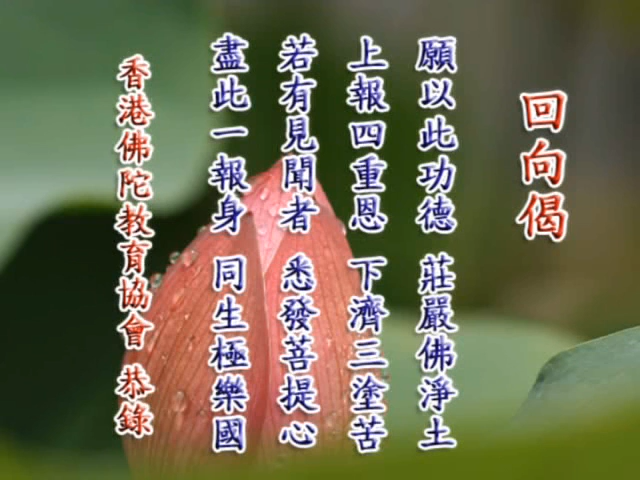 回向偈
願以此功德 莊嚴佛淨土
上報四重恩 下濟三塗苦
若有見聞者 悉發菩提心
盡此一報身 同生極樂國
香港佛陀教育協會 恭錄